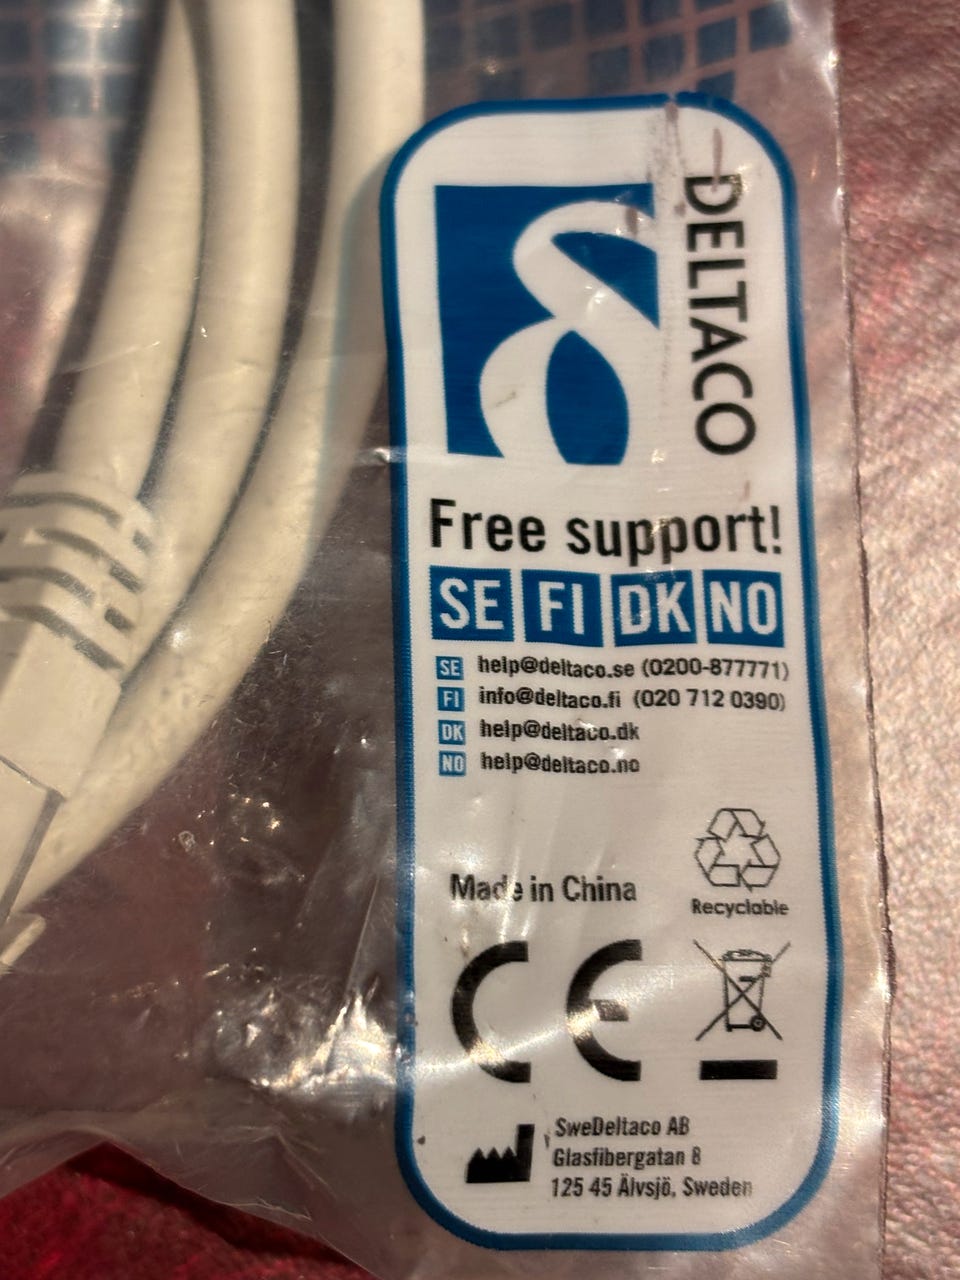 DELTACO
Free support!
SE FI DK NO
SE help@deltaco.se (0200-877771)
FI info@deltaco.fi (020 712 0390)
DK help@deltaco.dk
NO help@deltaco.no
Recyclable
Made in China
CE
SweDeltaco AB
Glasfibergatan 8
125 45 Älvsjö, Sweden